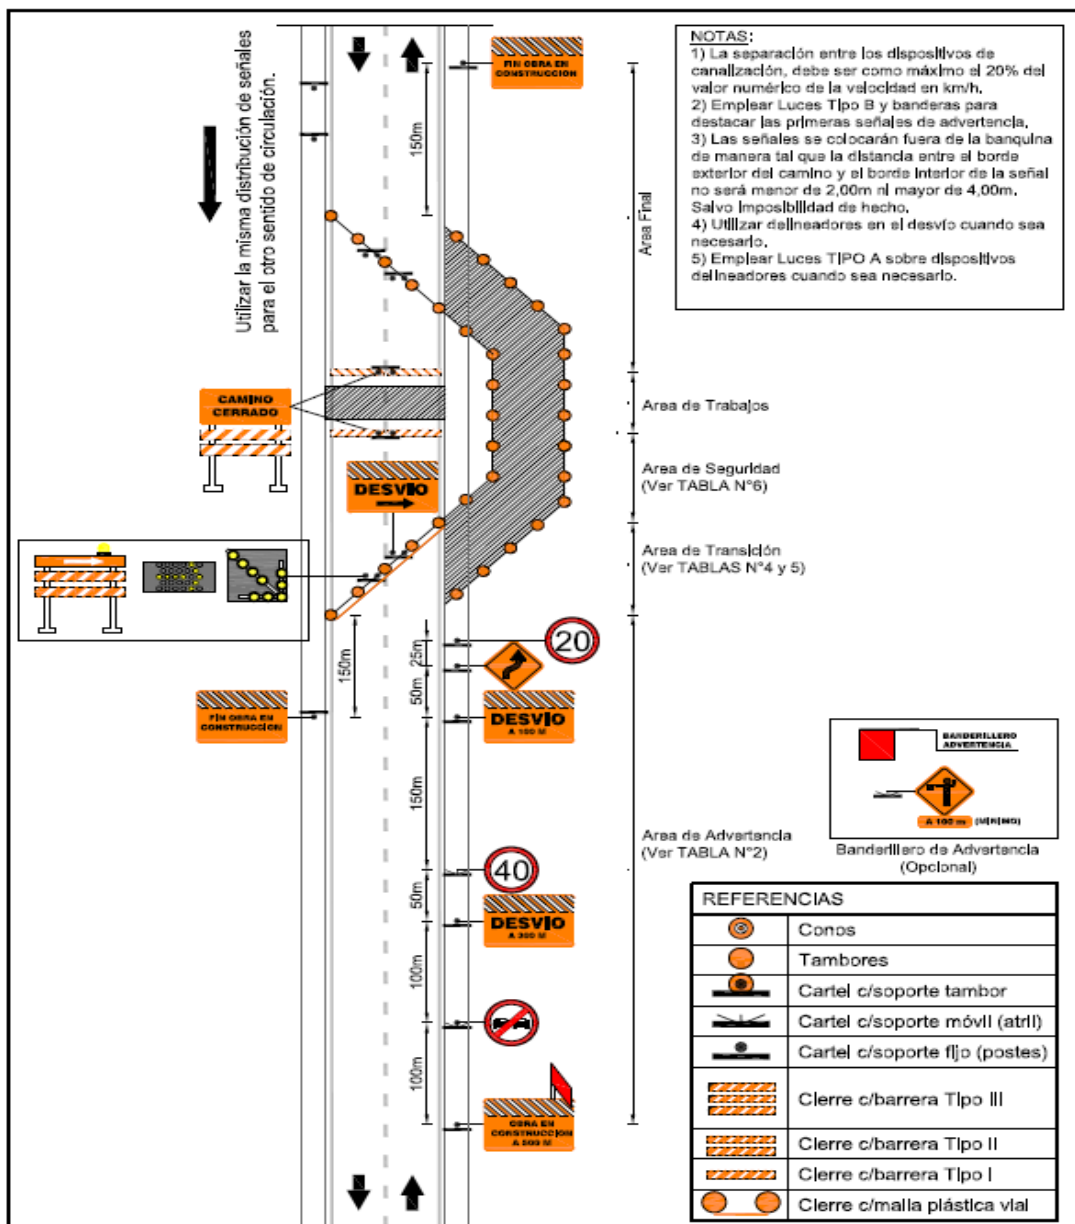 FIN OBRA EN
CONSTRUCCION
NOTAS:
1) La separación entre los dispositivos de
canalización, debe ser como máximo el 20% del
valor numérico de la velocidad en km/h.
2) Emplear Luces Tipo B y banderas para
destacar las primeras señales de advertencia.
3) Las señales se colocarán fuera de la banquina
de manera tal que la distancia entre el borde
exterior del camino y el borde interior de la señal
no será menor de 2,00m ni mayor de 4,00m.
Salvo imposibilidad de hecho.
4) Utilizar delineadores en el desvío cuando sea
necesario.
5) Emplear Luces TIPO A sobre dispositivos
delineadores cuando sea necesario.
Utilizar la misma distribución de señales
para el otro sentido de circulación.
150m
Area Final
CAMINO
CERRADO
Area de Trabajos
DESVIO
Area de Seguridad
(Ver TABLA N°6)
Area de Transición
(Ver TABLAS N°4 y 5)
20
25m
150m
50m
FIN OBRA EN
CONSTRUCCION
DESVIO
A 100 M
150m
BANDERILLERO
ADVERTENCIA
A 100 m (MINIMO)
Banderillero de Advertencia
(Opcional)
Area de Advertencia
(Ver TABLA N°2)
40
50m
DESVIO
A 300 M
100m
100m
OBRA EN
CONSTRUCCION
A 500 M
REFERENCIAS
Conos
Tambores
Cartel c/soporte tambor
Cartel c/soporte móvil (atril)
Cartel c/soporte fijo (postes)
Cierre c/barrera Tipo III
Cierre c/barrera Tipo II
Cierre c/barrera Tipo I
Cierre c/malla plástica vial